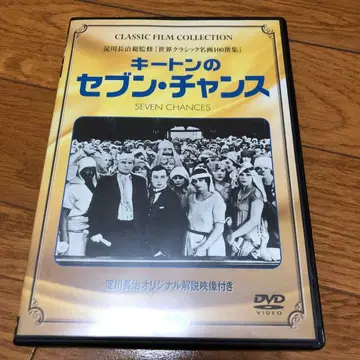 CLASSIC FILM COLLECTION
淀川長治総監修『世界クラシック名画100撰集』
キートンの
セブン・チャンス
SEVEN CHANCES
淀川長治オリジナル解説映像付き
DVD
VIDEO